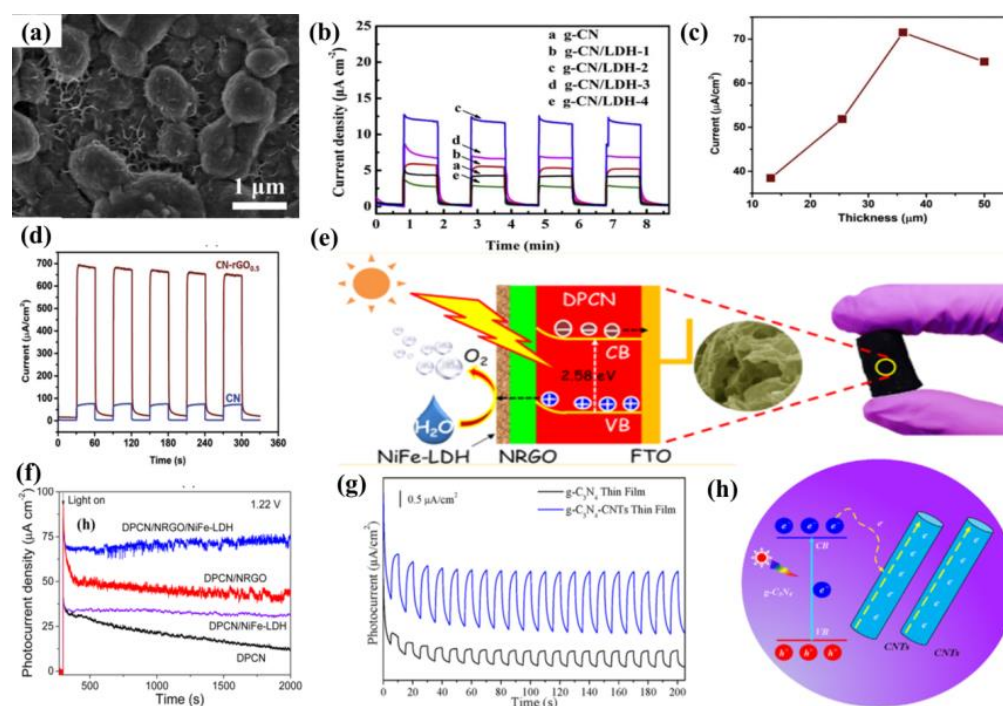 (a)
1 μm
(b)
a g-CN
b g-CN/LDH-1
c g-CN/LDH-2
d g-CN/LDH-3
e g-CN/LDH-4
c
d
b
a
e
25
20
15
10
5
0
0 1 2 3 4 5 6 7 8
Current density (μA cm⁻²)
Time (min)
(c)
70
60
50
40
10 20 30 40 50
Current (μA/cm²)
Thickness (μm)
(d)
CN-rGO0.5
CN
700
600
500
400
300
200
100
0
0 60 120 180 240 300 360
Current (μA/cm²)
Time (s)
(e)
DPCN
CB
2.58 eV
VB
O₂
H₂O
NiFe-LDH
NRGO
FTO
(f)
Light on
1.22 V
(h)
DPCN/NRGO/NiFe-LDH
DPCN/NRGO
DPCN/NiFe-LDH
DPCN
100
75
50
25
0
500 1000 1500 2000
Photocurrent density (μA cm⁻²)
Time (s)
(g)
0.5 μA/cm²
g-C₃N₄ Thin Film
g-C₃N₄-CNTs Thin Film
0 20 40 60 80 100 120 140 160 180 200
Photocurrent (μA/cm²)
Time (s)
(h)
CB
g-C₃N₄
VB
h⁺ h⁺ h⁺
CNTs
CNTs